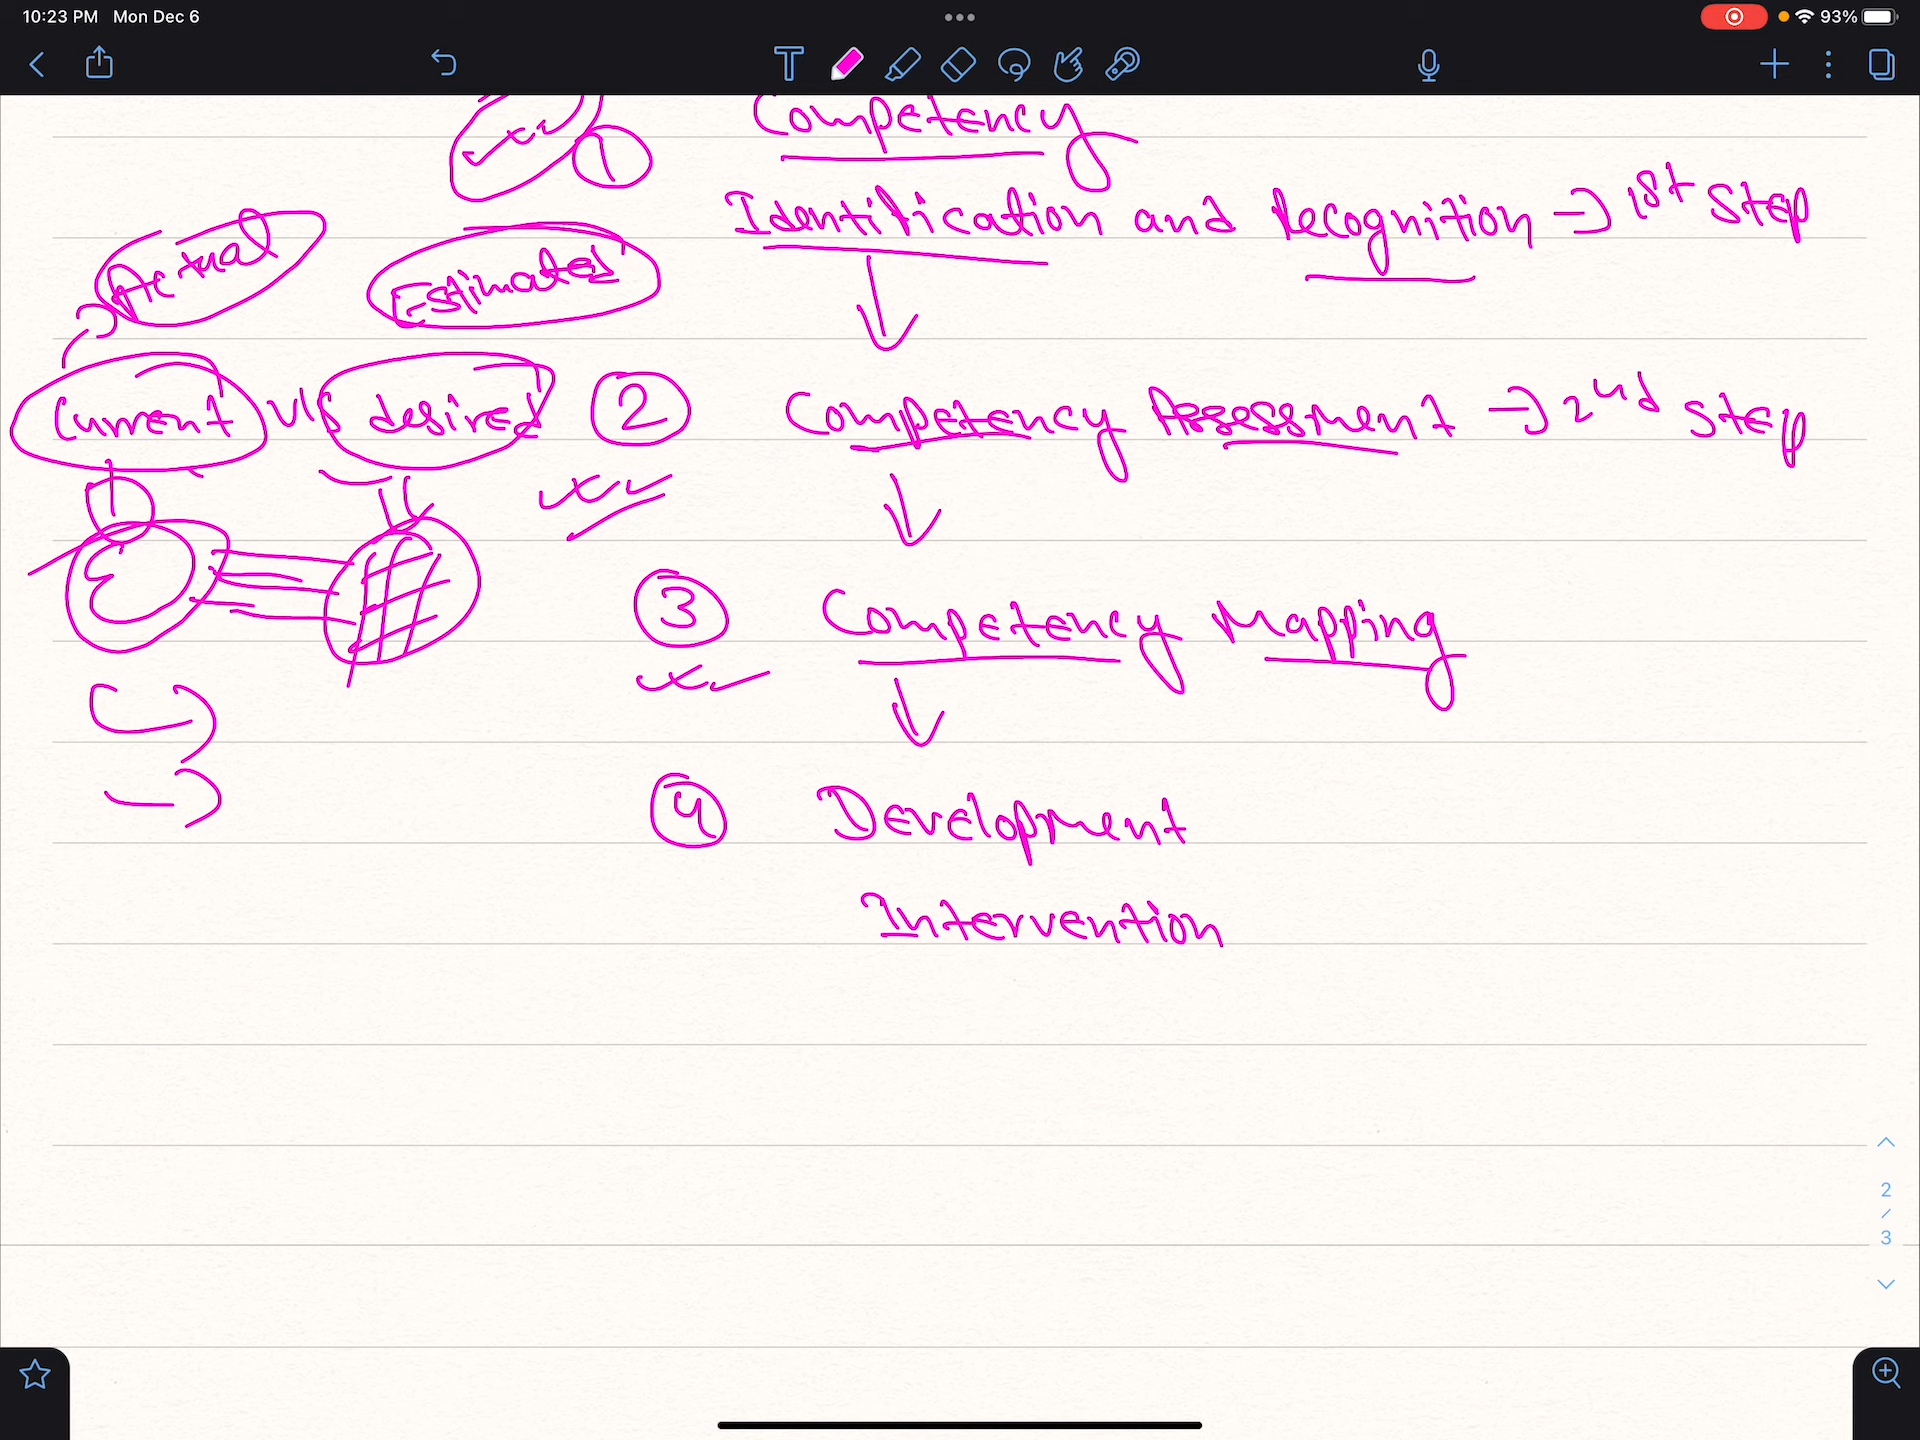 10:23 PM Mon Dec 6
93%
Competency
1
Identification and Recognition → 1st Step
Actual
Estimated
Current v/s desired
2
Competency Assessment → 2nd Step
3
Competency Mapping
4
Development
Intervention
2
/
3